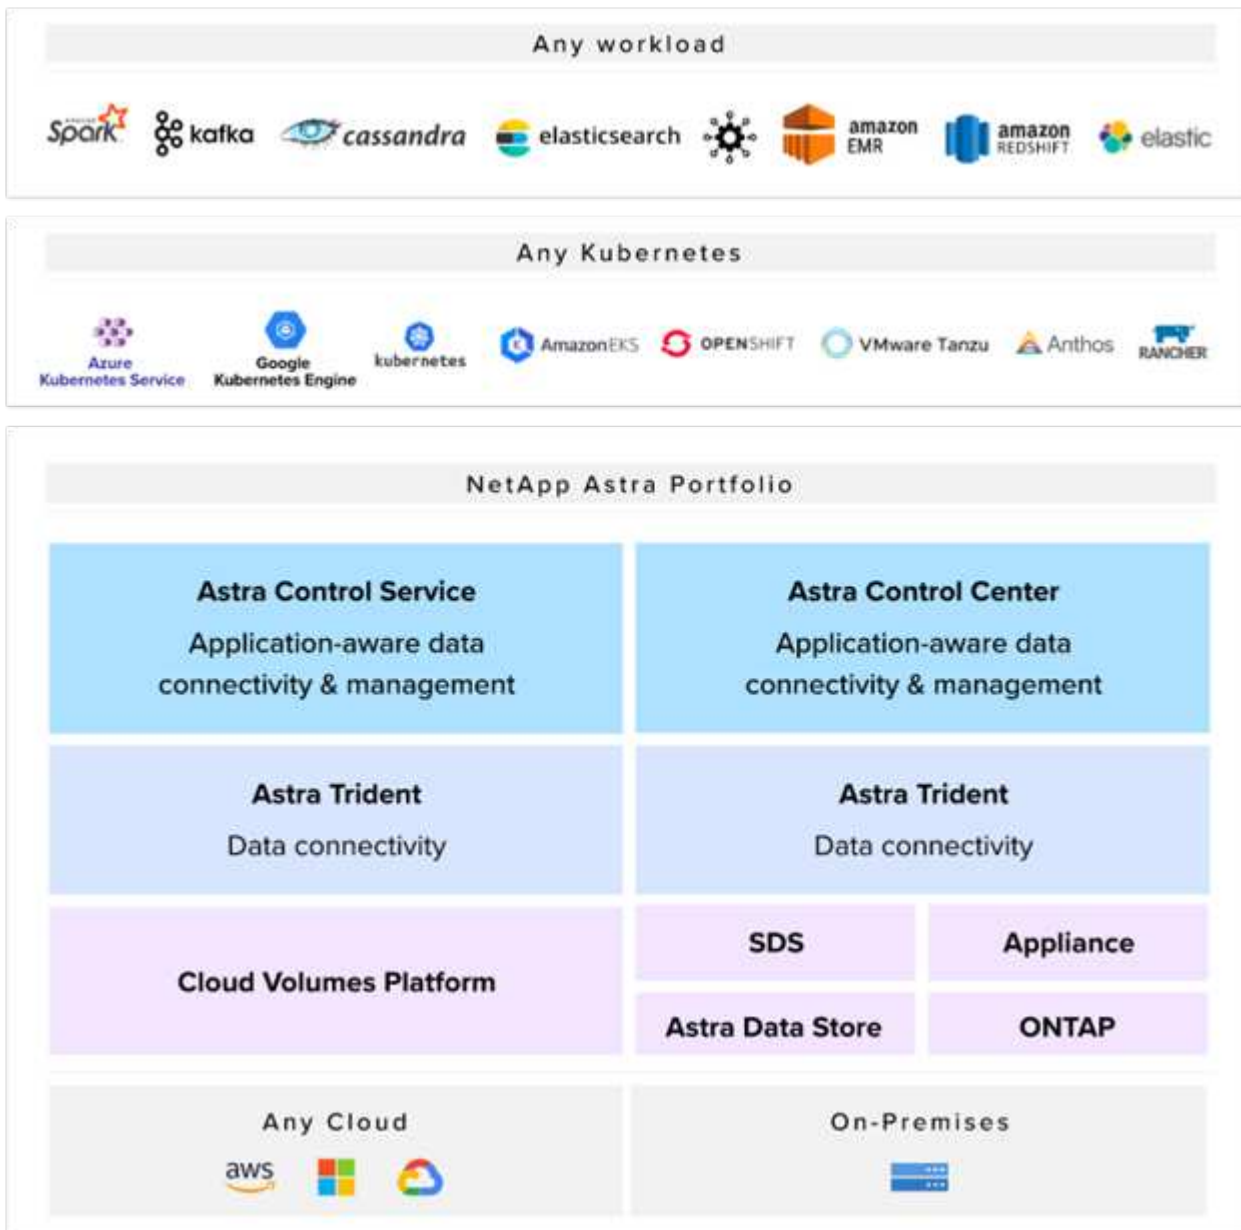 Any workload
APACHE
Spark
kafka
cassandra
elasticsearch
amazon
EMR
amazon
REDSHIFT
elastic
Any Kubernetes
Azure
Kubernetes Service
Google
Kubernetes Engine
kubernetes
AmazonEKS
OPENSHIFT
VMware Tanzu
Anthos
RANCHER
NetApp Astra Portfolio
Astra Control Service
Application-aware data
connectivity & management
Astra Control Center
Application-aware data
connectivity & management
Astra Trident
Data connectivity
Astra Trident
Data connectivity
Cloud Volumes Platform
SDS
Appliance
Astra Data Store
ONTAP
Any Cloud
aws
On-Premises